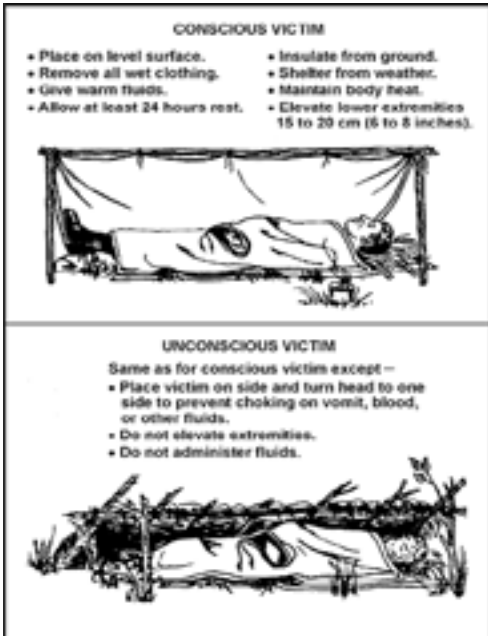 CONSCIOUS VICTIM
• Place on level surface.
• Remove all wet clothing.
• Give warm fluids.
• Allow at least 24 hours rest.
• Insulate from ground.
• Shelter from weather.
• Maintain body heat.
• Elevate lower extremities
15 to 20 cm (6 to 8 inches).
UNCONSCIOUS VICTIM
Same as for conscious victim except—
• Place victim on side and turn head to one
side to prevent choking on vomit, blood,
or other fluids.
• Do not elevate extremities.
• Do not administer fluids.